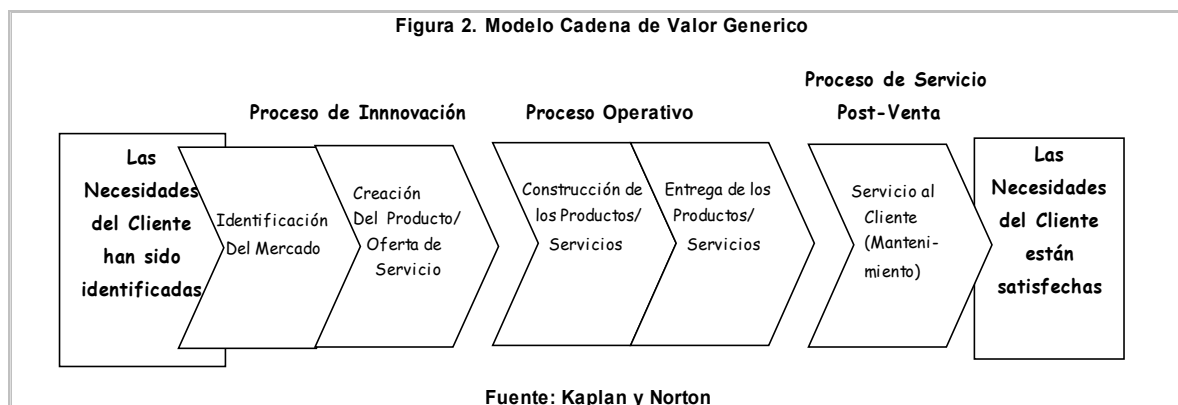 Figura 2. Modelo Cadena de Valor Generico
Proceso de Innnovación
Proceso Operativo
Proceso de Servicio
Post-Venta
Las
Necesidades
del Cliente
han sido
identificadas
Identificación
Del Mercado
Creación
Del Producto/
Oferta de
Servicio
Construcción de
los Productos/
Servicios
Entrega de los
Productos/
Servicios
Servicio al
Cliente
(Manteni-
miento)
Las
Necesidades
del Cliente
están
satisfechas
Fuente: Kaplan y Norton